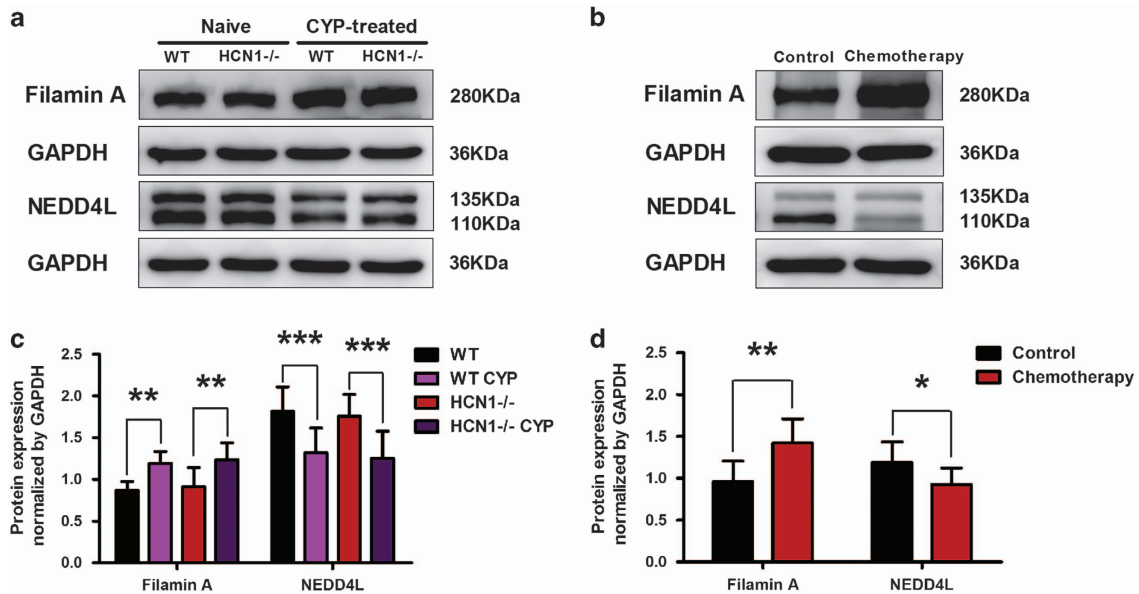 a
Naive CYP-treated
WT HCN1-/- WT HCN1-/-
Filamin A 280KDa
GAPDH 36KDa
NEDD4L 135KDa
110KDa
GAPDH 36KDa
b
Control Chemotherapy
Filamin A 280KDa
GAPDH 36KDa
NEDD4L 135KDa
110KDa
GAPDH 36KDa
c
Protein expression
normalized by GAPDH
2.5
2.0
1.5
1.0
0.5
0.0
** ** *** ***
Filamin A NEDD4L
WT
WT CYP
HCN1-/-
HCN1-/- CYP
d
Protein expression
normalized by GAPDH
2.5
2.0
1.5
1.0
0.5
0.0
** *
Filamin A NEDD4L
Control
Chemotherapy